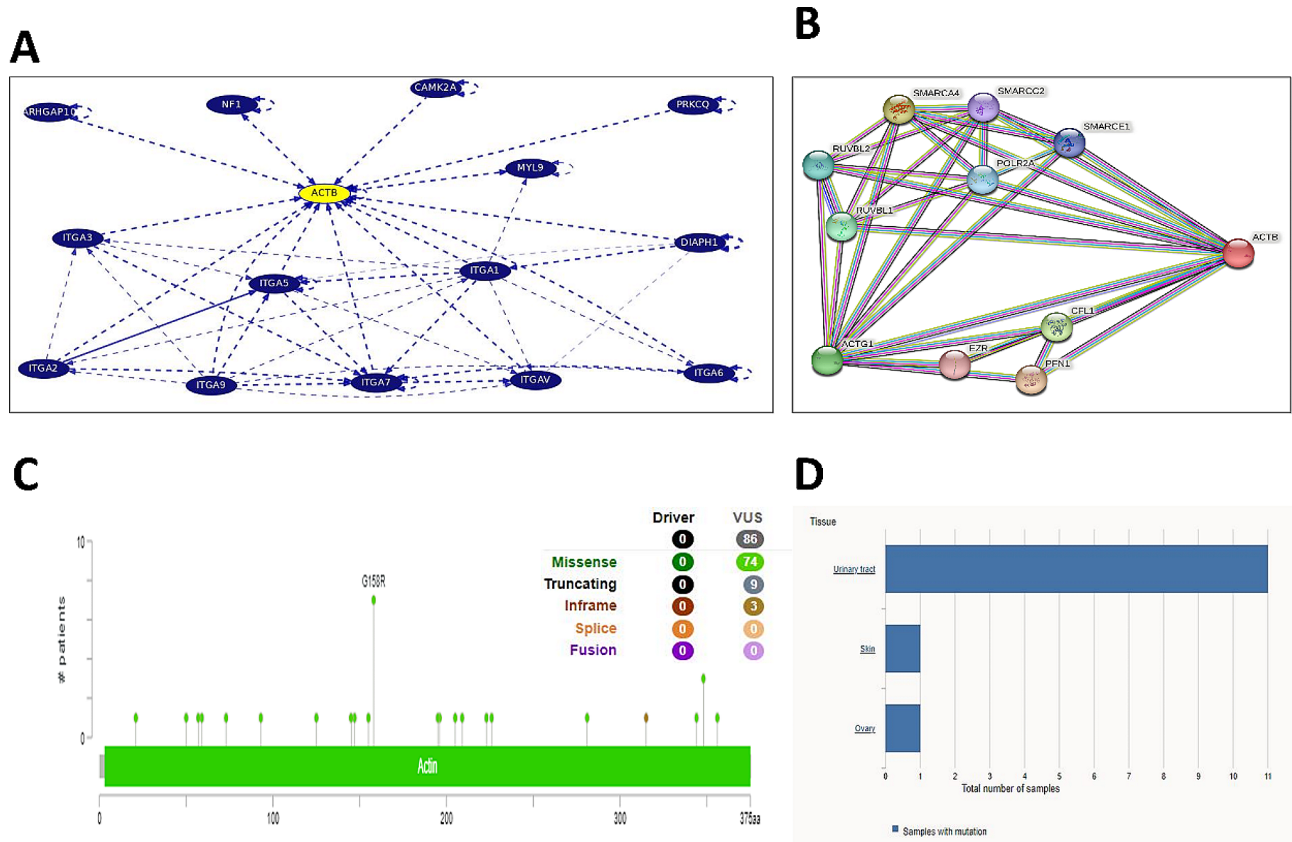 A
B
ARHGAP10
NF1
CAMK2A
PRKCQ
MYL9
ACTB
ITGA3
DIAPH1
ITGA5
ITGA1
ITGA2
ITGA9
ITGA7
ITGAV
ITGA6
SMARCA4
SMARCC2
SMARCE1
RUVBL2
POLR2A
RUVBL1
ACTB
CFL1
ACTG1
EZR
PFN1
C
D
Driver VUS
0 86
Missense 0 74
Truncating 0 9
Inframe 0 3
Splice 0 0
Fusion 0 0
10
G158R
# patients
0
Actin
0 100 200 300 375aa
Tissue
Urinary tract
Skin
Ovary
0 1 2 3 4 5 6 7 8 9 10 11
Total number of samples
Samples with mutation